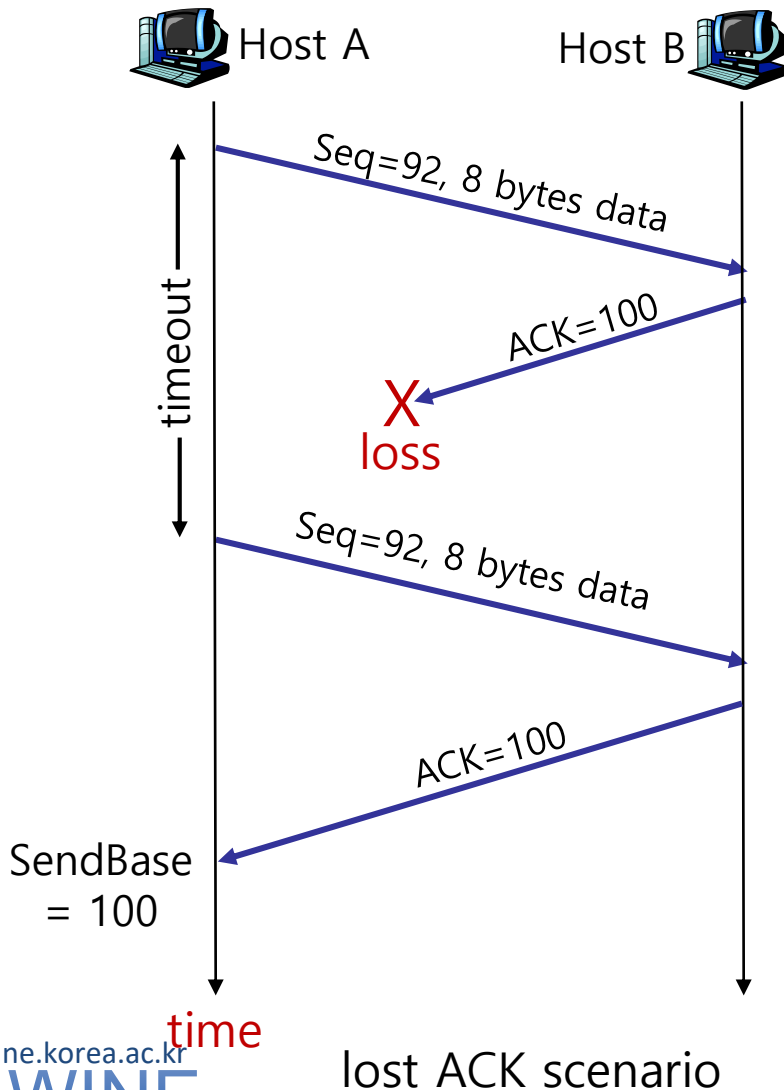 Host A
Host B
Seq=92, 8 bytes data
timeout
ACK=100
X
loss
Seq=92, 8 bytes data
ACK=100
SendBase
= 100
time
ne.korea.ac.kr
WINE
lost ACK scenario